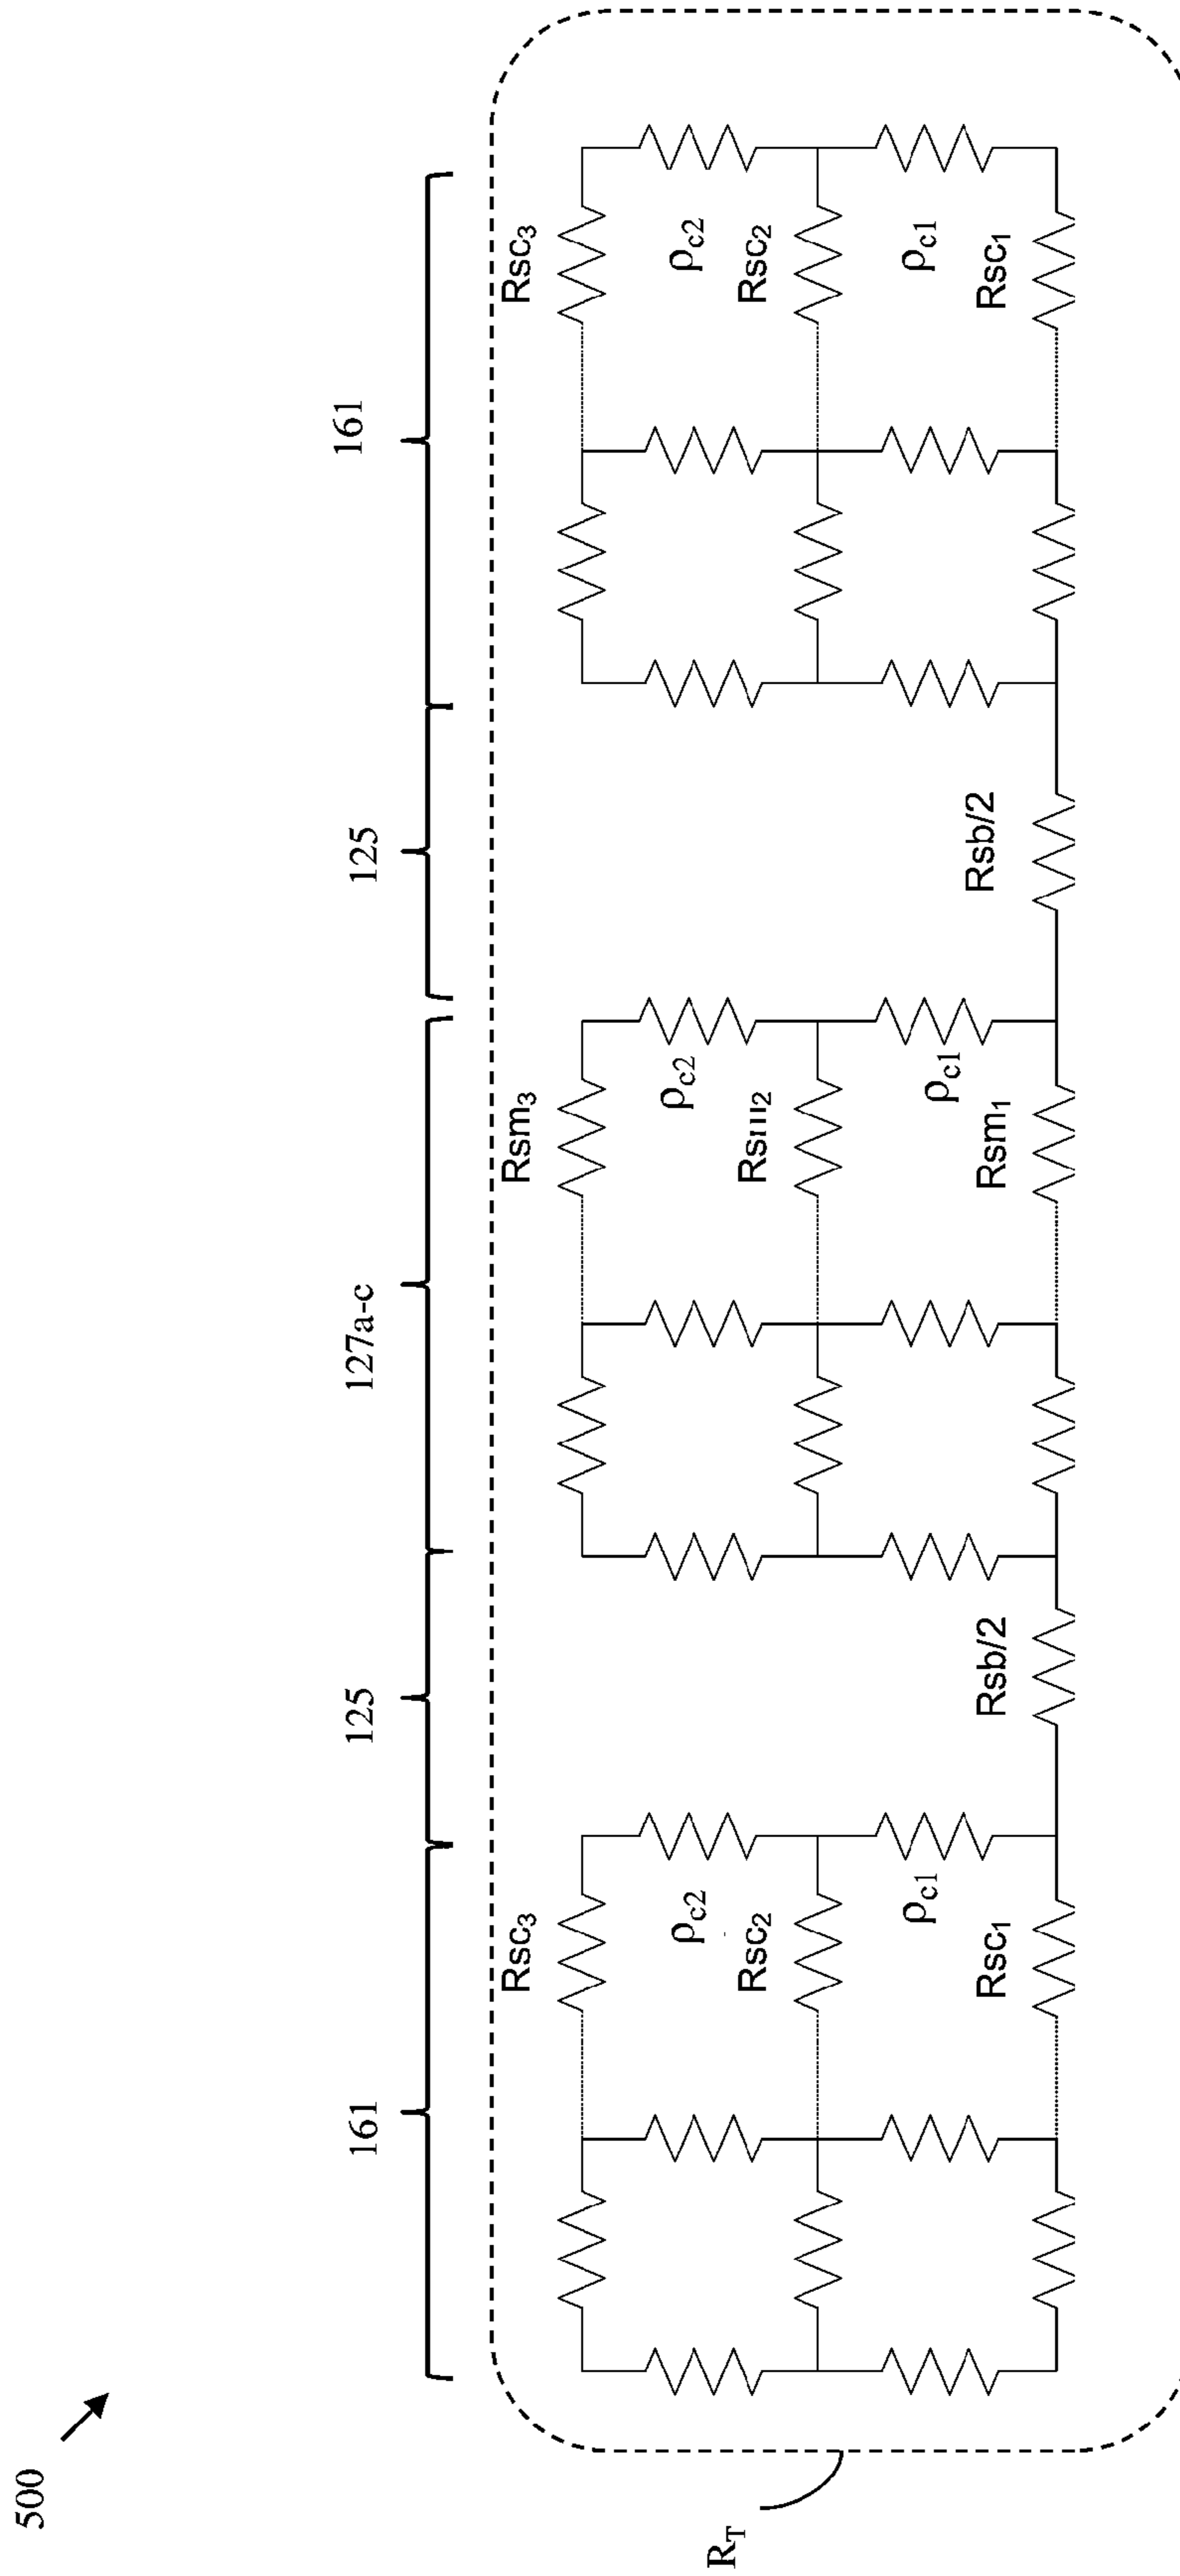 500
161
125
127a-c
125
161
R_T
Rsc₃
Rsm₃
Rsc₃
ρc2
ρc2
ρc2
Rsc₂
Rsc₂
ρc1
ρc1
ρc1
Rsc₁
Rsb/2
Rsm₁
Rsb/2
Rsc₁